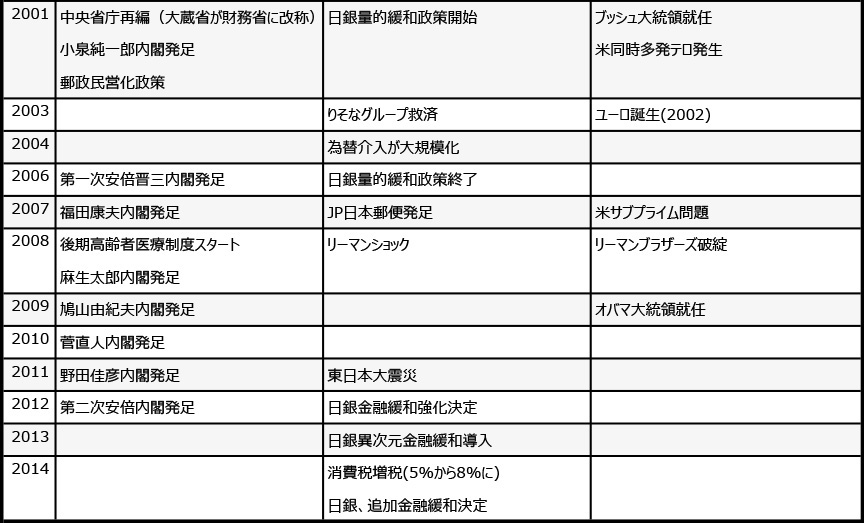 2001 中央省庁再編（大蔵省が財務省に改称） 日銀量的緩和政策開始 ブッシュ大統領就任
小泉純一郎内閣発足 米同時多発テロ発生
郵政民営化政策
2003 りそなグループ救済 ユーロ誕生(2002)
2004 為替介入が大規模化
2006 第一次安倍晋三内閣発足 日銀量的緩和政策終了
2007 福田康夫内閣発足 JP日本郵便発足 米サブプライム問題
2008 後期高齢者医療制度スタート リーマンショック リーマンブラザーズ破綻
麻生太郎内閣発足
2009 鳩山由紀夫内閣発足 オバマ大統領就任
2010 菅直人内閣発足
2011 野田佳彦内閣発足 東日本大震災
2012 第二次安倍内閣発足 日銀金融緩和強化決定
2013 日銀異次元金融緩和導入
2014 消費税増税(5%から8%に)
日銀、追加金融緩和決定